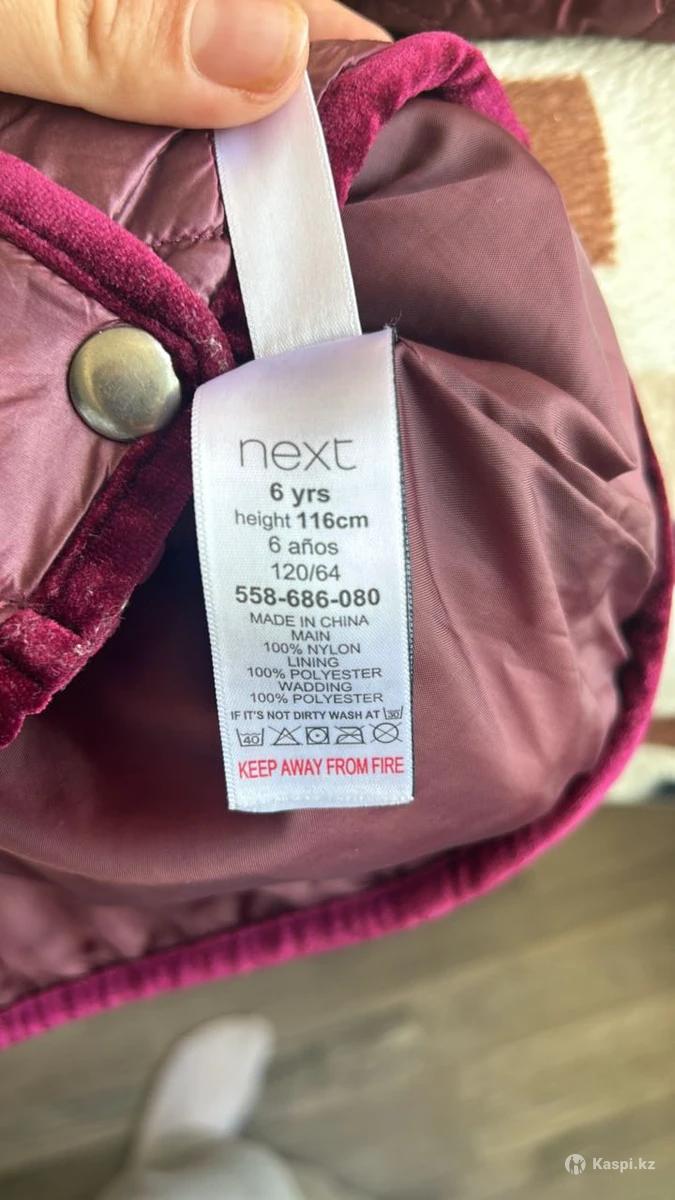 next
6 yrs
height 116cm
6 años
120/64
558-686-080
MADE IN CHINA
MAIN
100% NYLON
LINING
100% POLYESTER
WADDING
100% POLYESTER
IF IT'S NOT DIRTY WASH AT 30
40
KEEP AWAY FROM FIRE
Kaspi.kz